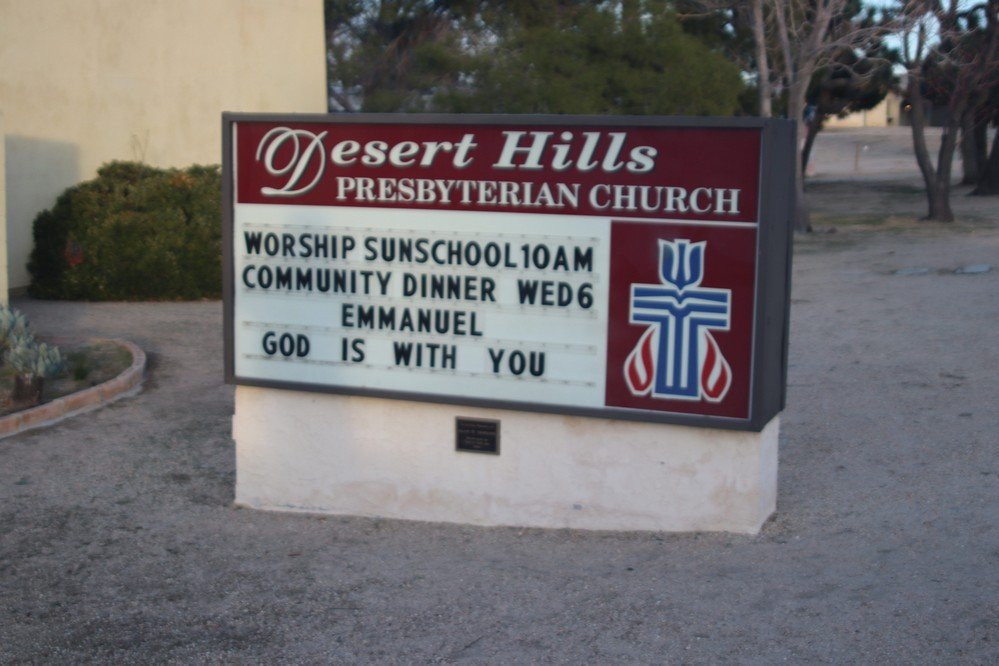 Desert Hills
PRESBYTERIAN CHURCH
WORSHIP SUNSCHOOL10AM
COMMUNITY DINNER WED6
EMMANUEL
GOD IS WITH YOU